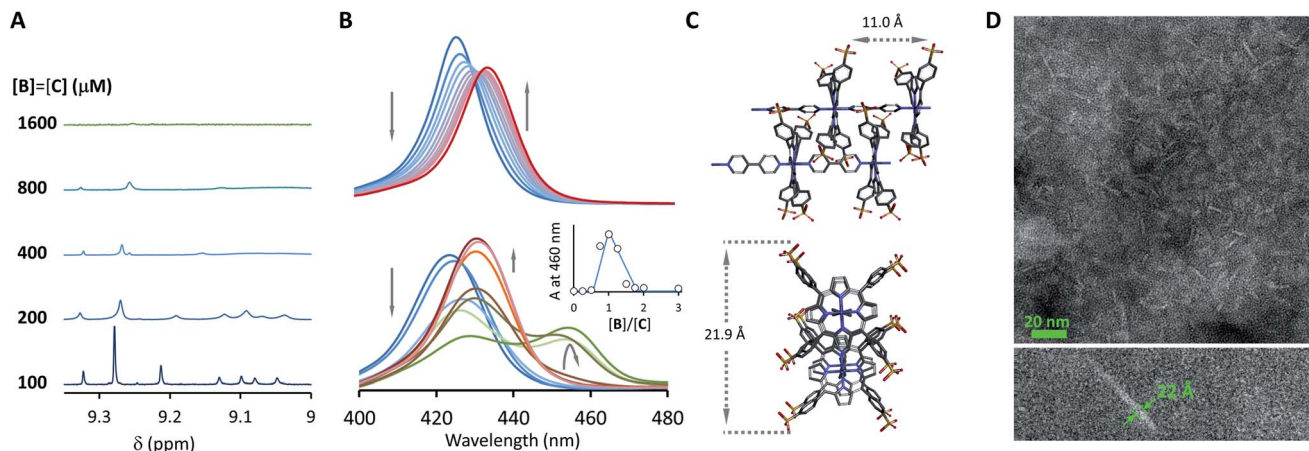 A
B
C
D
[B]=[C] (μM)
1600
800
400
200
100
9.3
9.2
9.1
9
δ (ppm)
A at 460 nm
0
1
2
3
[B]/[C]
400
420
440
460
480
Wavelength (nm)
11.0 Å
21.9 Å
20 nm
22 Å